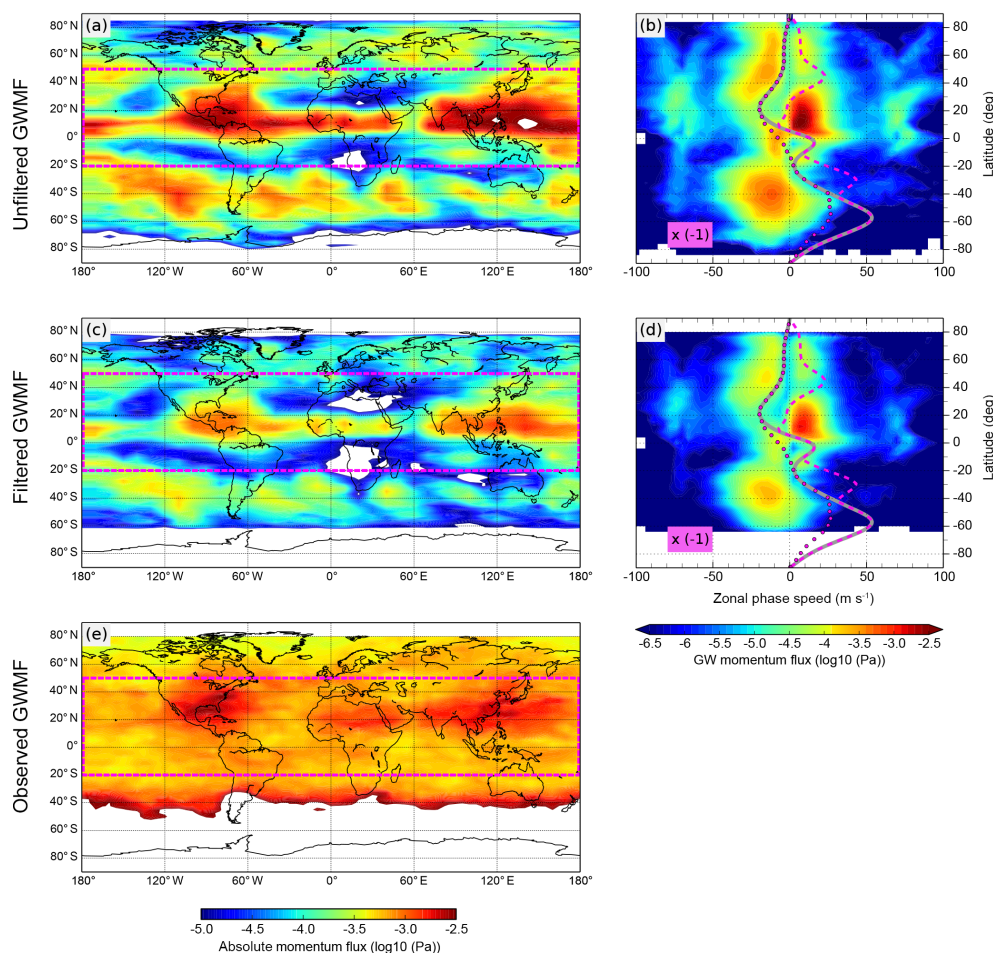 Unfiltered GWMF
(a)
80° N
60° N
40° N
20° N
0°
20° S
40° S
60° S
80° S
180° 120° W 60° W 0° 60° E 120° E 180°
(b)
x (-1)
80
60
40
20
0
-20
-40
-60
-80
Latitude (deg)
-100 -50 0 50 100
Filtered GWMF
(c)
80° N
60° N
40° N
20° N
0°
20° S
40° S
60° S
80° S
180° 120° W 60° W 0° 60° E 120° E 180°
(d)
x (-1)
80
60
40
20
0
-20
-40
-60
-80
Latitude (deg)
-100 -50 0 50 100
Zonal phase speed (m s⁻¹)
-6.5 -6 -5.5 -5.0 -4.5 -4 -3.5 -3.0 -2.5
GW momentum flux (log10 (Pa))
Observed GWMF
(e)
80° N
60° N
40° N
20° N
0°
20° S
40° S
60° S
80° S
180° 120° W 60° W 0° 60° E 120° E 180°
-5.0 -4.5 -4.0 -3.5 -3.0 -2.5
Absolute momentum flux (log10 (Pa))